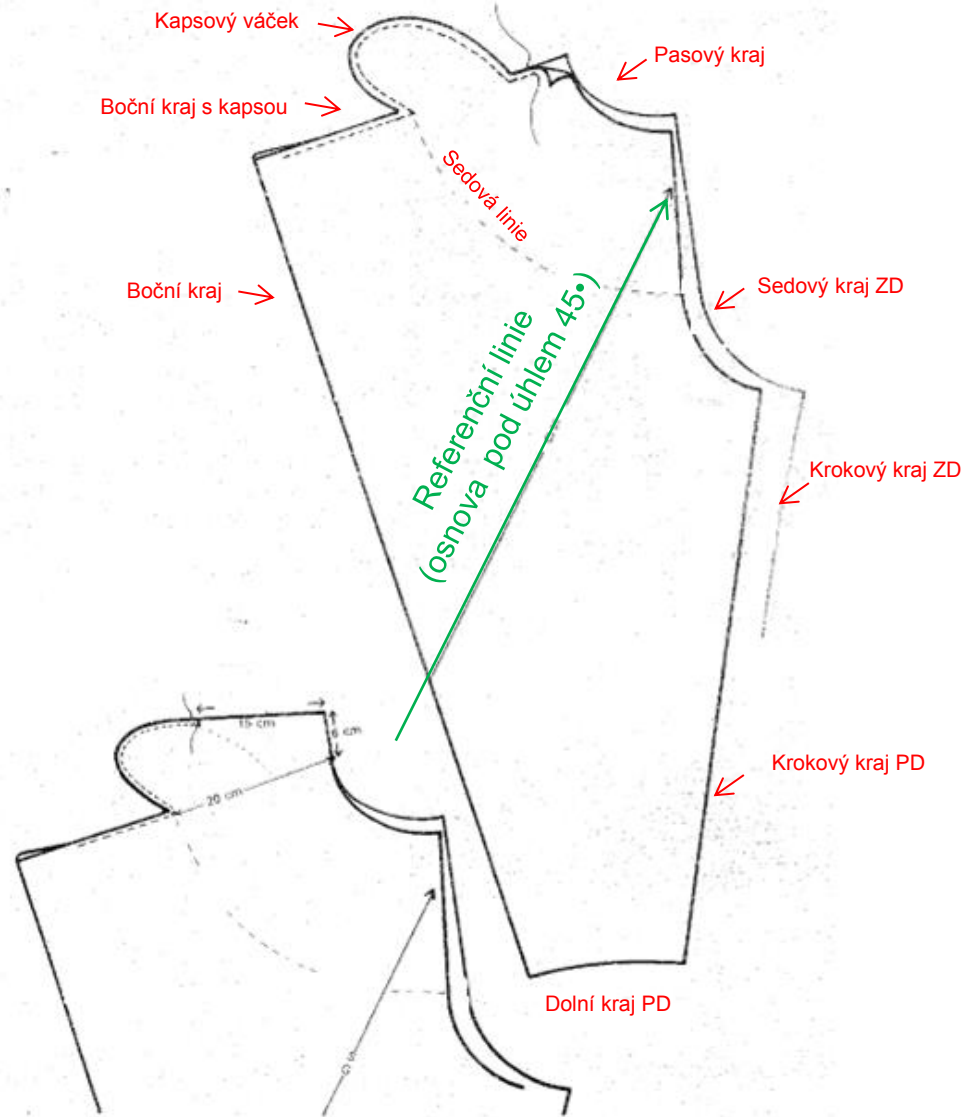 Kapsový váček
Pasový kraj
Boční kraj s kapsou
Sedová linie
Boční kraj
Sedový kraj ZD
Referenční linie
(osnova pod úhlem 45•)
Krokový kraj ZD
15 cm
6 cm
Krokový kraj PD
20 cm
Dolní kraj PD